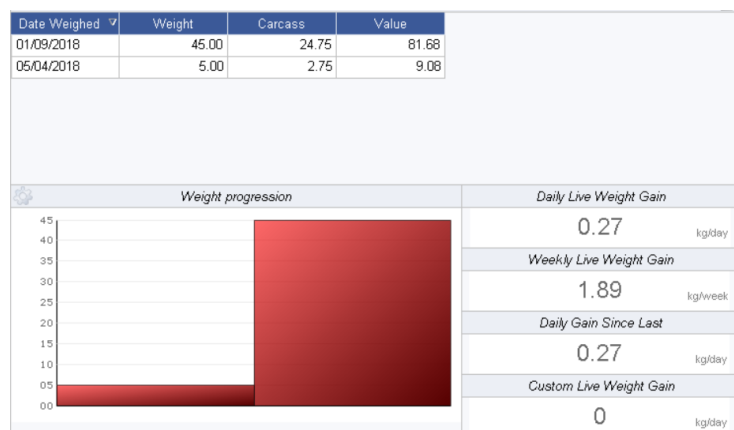 Date Weighed Weight Carcass Value
01/09/2018 45.00 24.75 81.68
05/04/2018 5.00 2.75 9.08
Weight progression
45
40
35
30
25
20
15
10
05
00
Daily Live Weight Gain
0.27 kg/day
Weekly Live Weight Gain
1.89 kg/week
Daily Gain Since Last
0.27 kg/day
Custom Live Weight Gain
0 kg/day